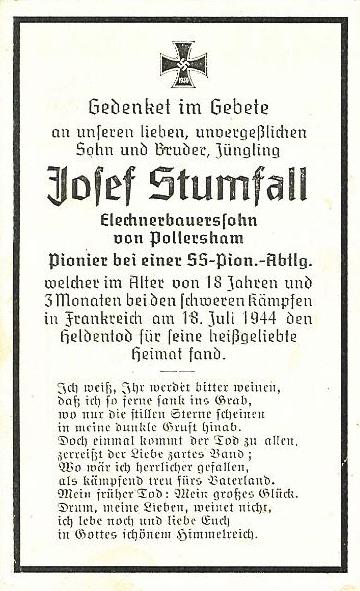 1939
Gedenket im Gebete
an unseren lieben, unvergeßlichen
Sohn und Bruder, Jüngling
Josef Stumfall
Elechnerbauerssohn
von Pollersham
Pionier bei einer SS-Pion.-Abtlg.
welcher im Alter von 18 Jahren und
3 Monaten bei den schweren Kämpfen
in Frankreich am 18. Juli 1944 den
Heldentod für seine heißgeliebte
Heimat fand.
Ich weiß, Ihr werdet bitter weinen,
daß ich so ferne sank ins Grab,
wo nur die stillen Sterne scheinen
in meine dunkle Gruft hinab.
Doch einmal kommt der Tod zu allen,
zerreißt der Liebe zartes Band;
Wo wär ich herrlicher gefallen,
als kämpfend treu fürs Vaterland.
Mein früher Tod: Mein großes Glück.
Drum, meine Lieben, weinet nicht,
ich lebe noch und liebe Euch
in Gottes schönem Himmelreich.